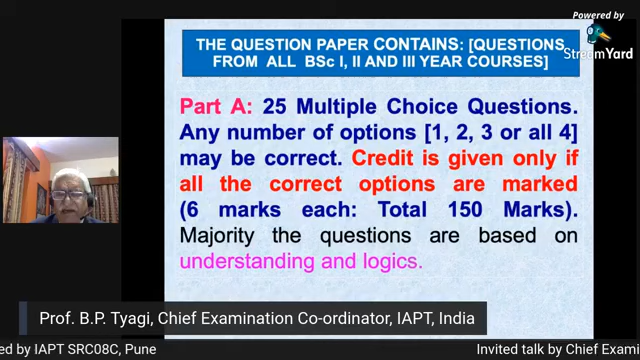 Powered by
StreamYard
THE QUESTION PAPER CONTAINS: [QUESTIONS
FROM ALL BSc I, II AND III YEAR COURSES]
Part A: 25 Multiple Choice Questions.
Any number of options [1, 2, 3 or all 4]
may be correct. Credit is given only if
all the correct options are marked
(6 marks each: Total 150 Marks).
Majority the questions are based on
understanding and logics.
Prof. B.P. Tyagi, Chief Examination Co-ordinator, IAPT, India
ed by IAPT SRC08C, Pune
Invited talk by Chief Exami